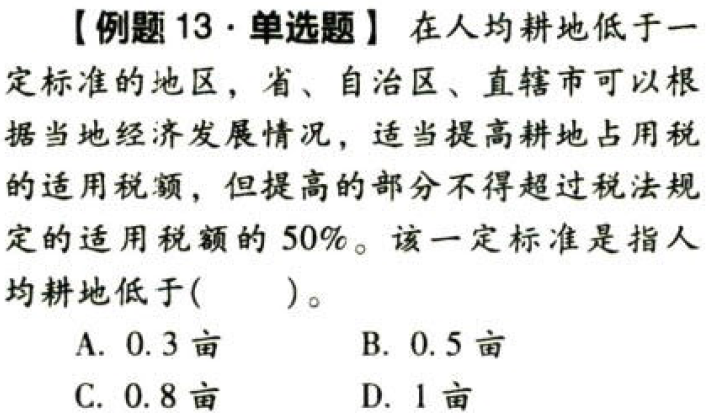 【例题 13·单选题】 在人均耕地低于一
定标准的地区，省、自治区、直辖市可以根
据当地经济发展情况，适当提高耕地占用税
的适用税额，但提高的部分不得超过税法规
定的适用税额的 50%。该一定标准是指人
均耕地低于( )。
A. 0.3 亩 B. 0.5 亩
C. 0.8 亩 D. 1 亩